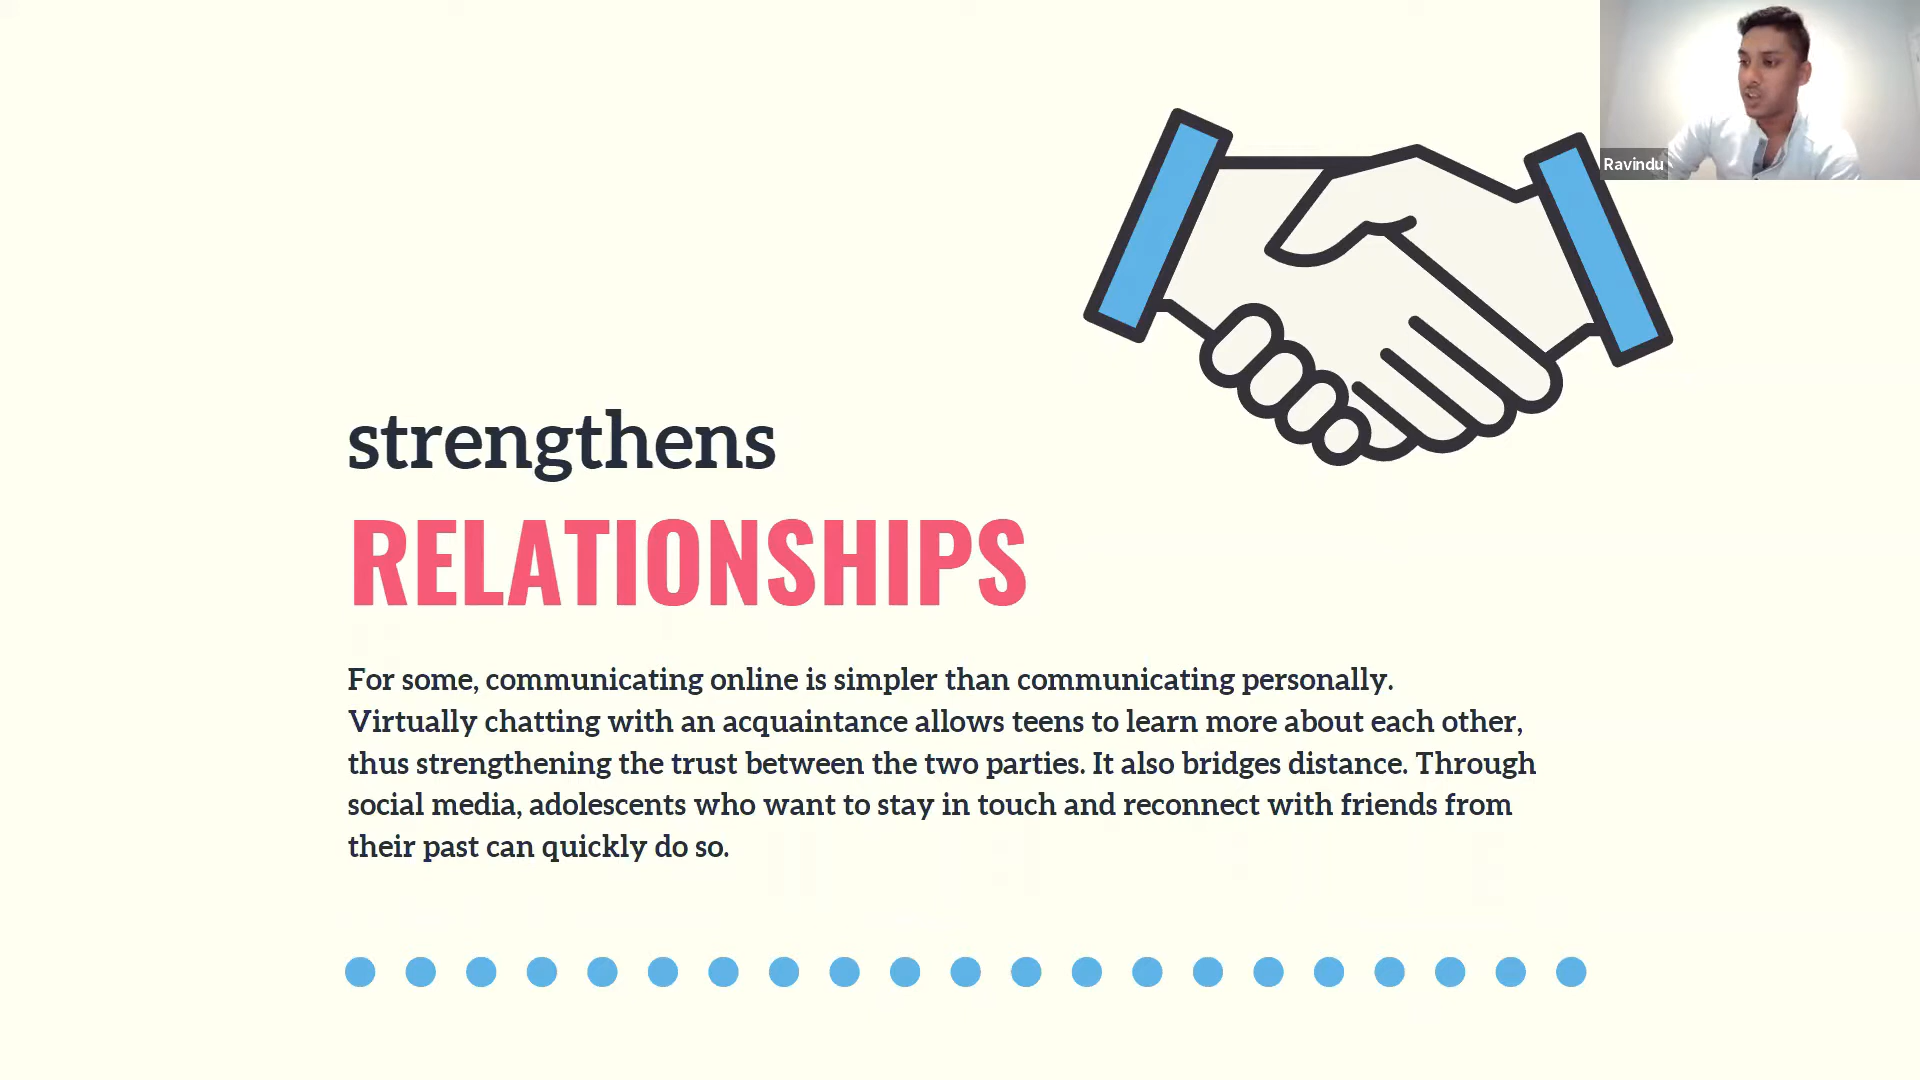 Ravindu
strengthens
RELATIONSHIPS
For some, communicating online is simpler than communicating personally.
Virtually chatting with an acquaintance allows teens to learn more about each other,
thus strengthening the trust between the two parties. It also bridges distance. Through
social media, adolescents who want to stay in touch and reconnect with friends from
their past can quickly do so.